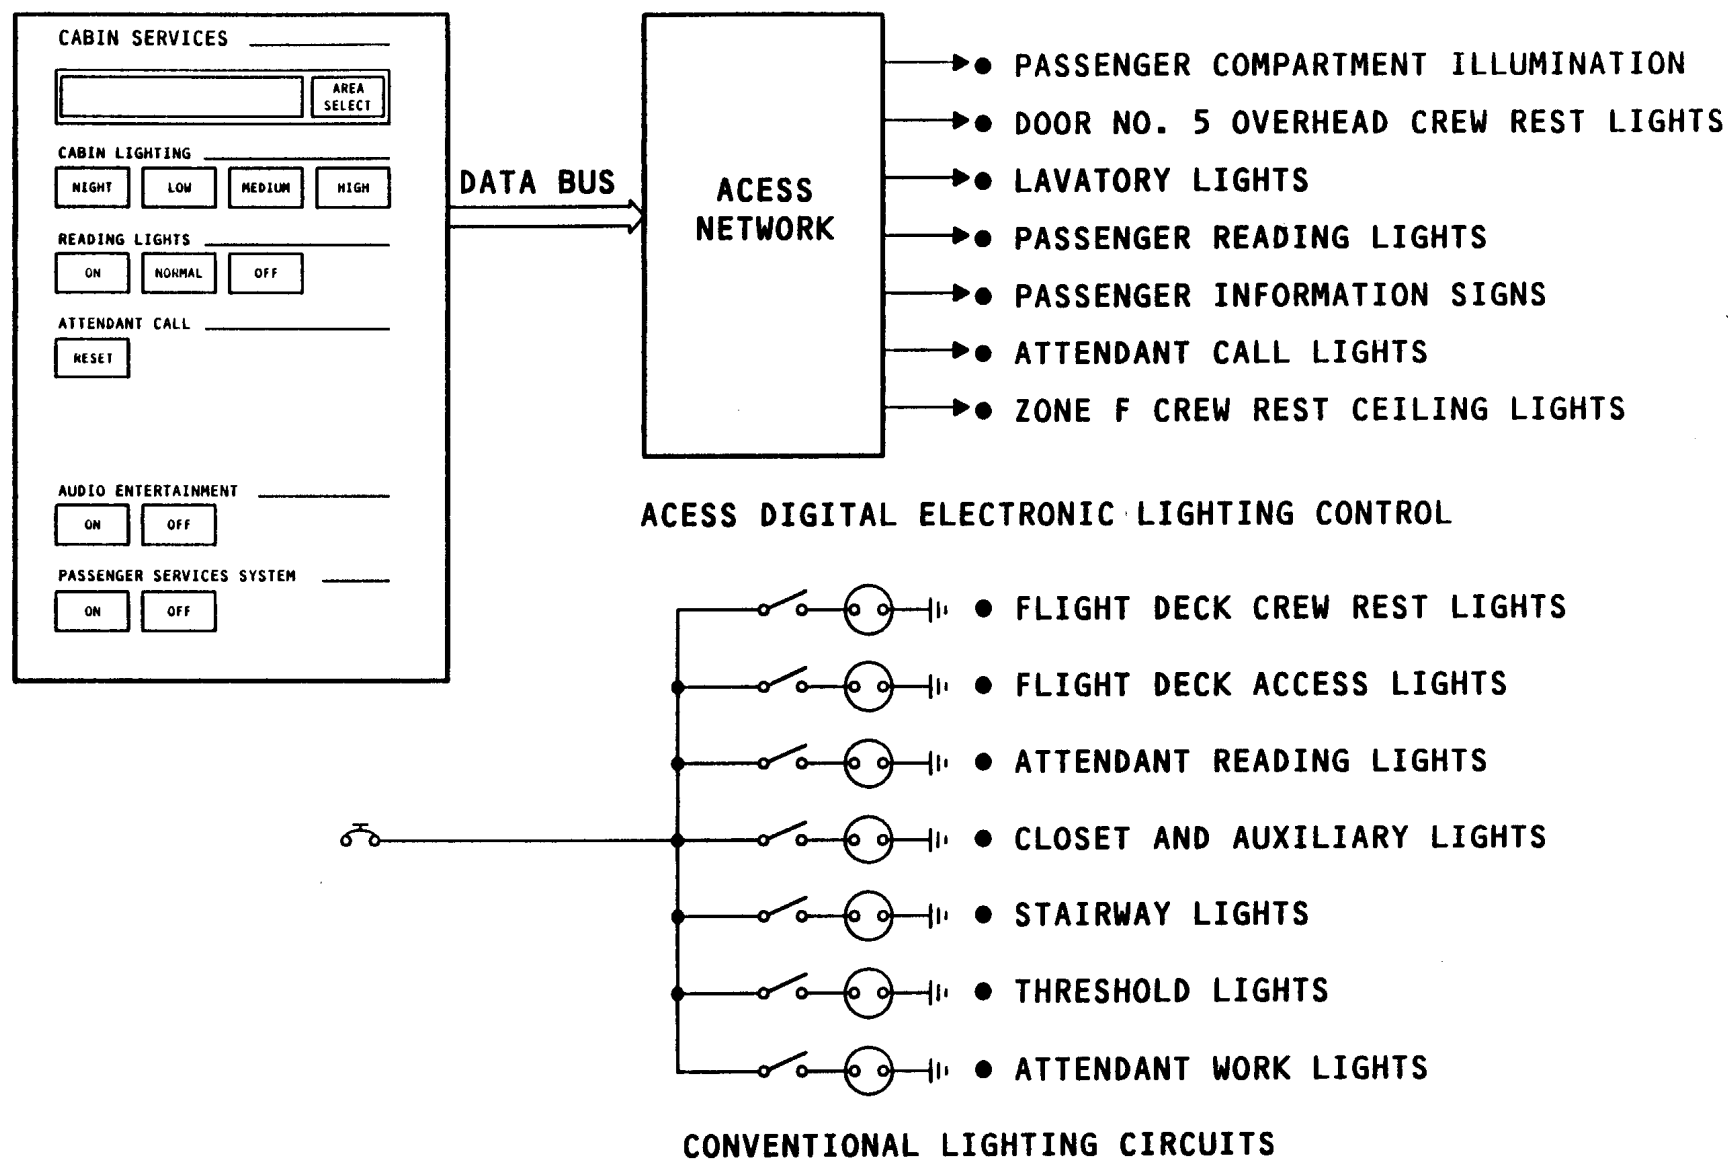 CABIN SERVICES
AREA
SELECT
CABIN LIGHTING
NIGHT LOW MEDIUM HIGH
READING LIGHTS
ON NORMAL OFF
ATTENDANT CALL
RESET
AUDIO ENTERTAINMENT
ON OFF
PASSENGER SERVICES SYSTEM
ON OFF
DATA BUS
ACESS
NETWORK
PASSENGER COMPARTMENT ILLUMINATION
DOOR NO. 5 OVERHEAD CREW REST LIGHTS
LAVATORY LIGHTS
PASSENGER READING LIGHTS
PASSENGER INFORMATION SIGNS
ATTENDANT CALL LIGHTS
ZONE F CREW REST CEILING LIGHTS
ACESS DIGITAL ELECTRONIC LIGHTING CONTROL
FLIGHT DECK CREW REST LIGHTS
FLIGHT DECK ACCESS LIGHTS
ATTENDANT READING LIGHTS
CLOSET AND AUXILIARY LIGHTS
STAIRWAY LIGHTS
THRESHOLD LIGHTS
ATTENDANT WORK LIGHTS
CONVENTIONAL LIGHTING CIRCUITS